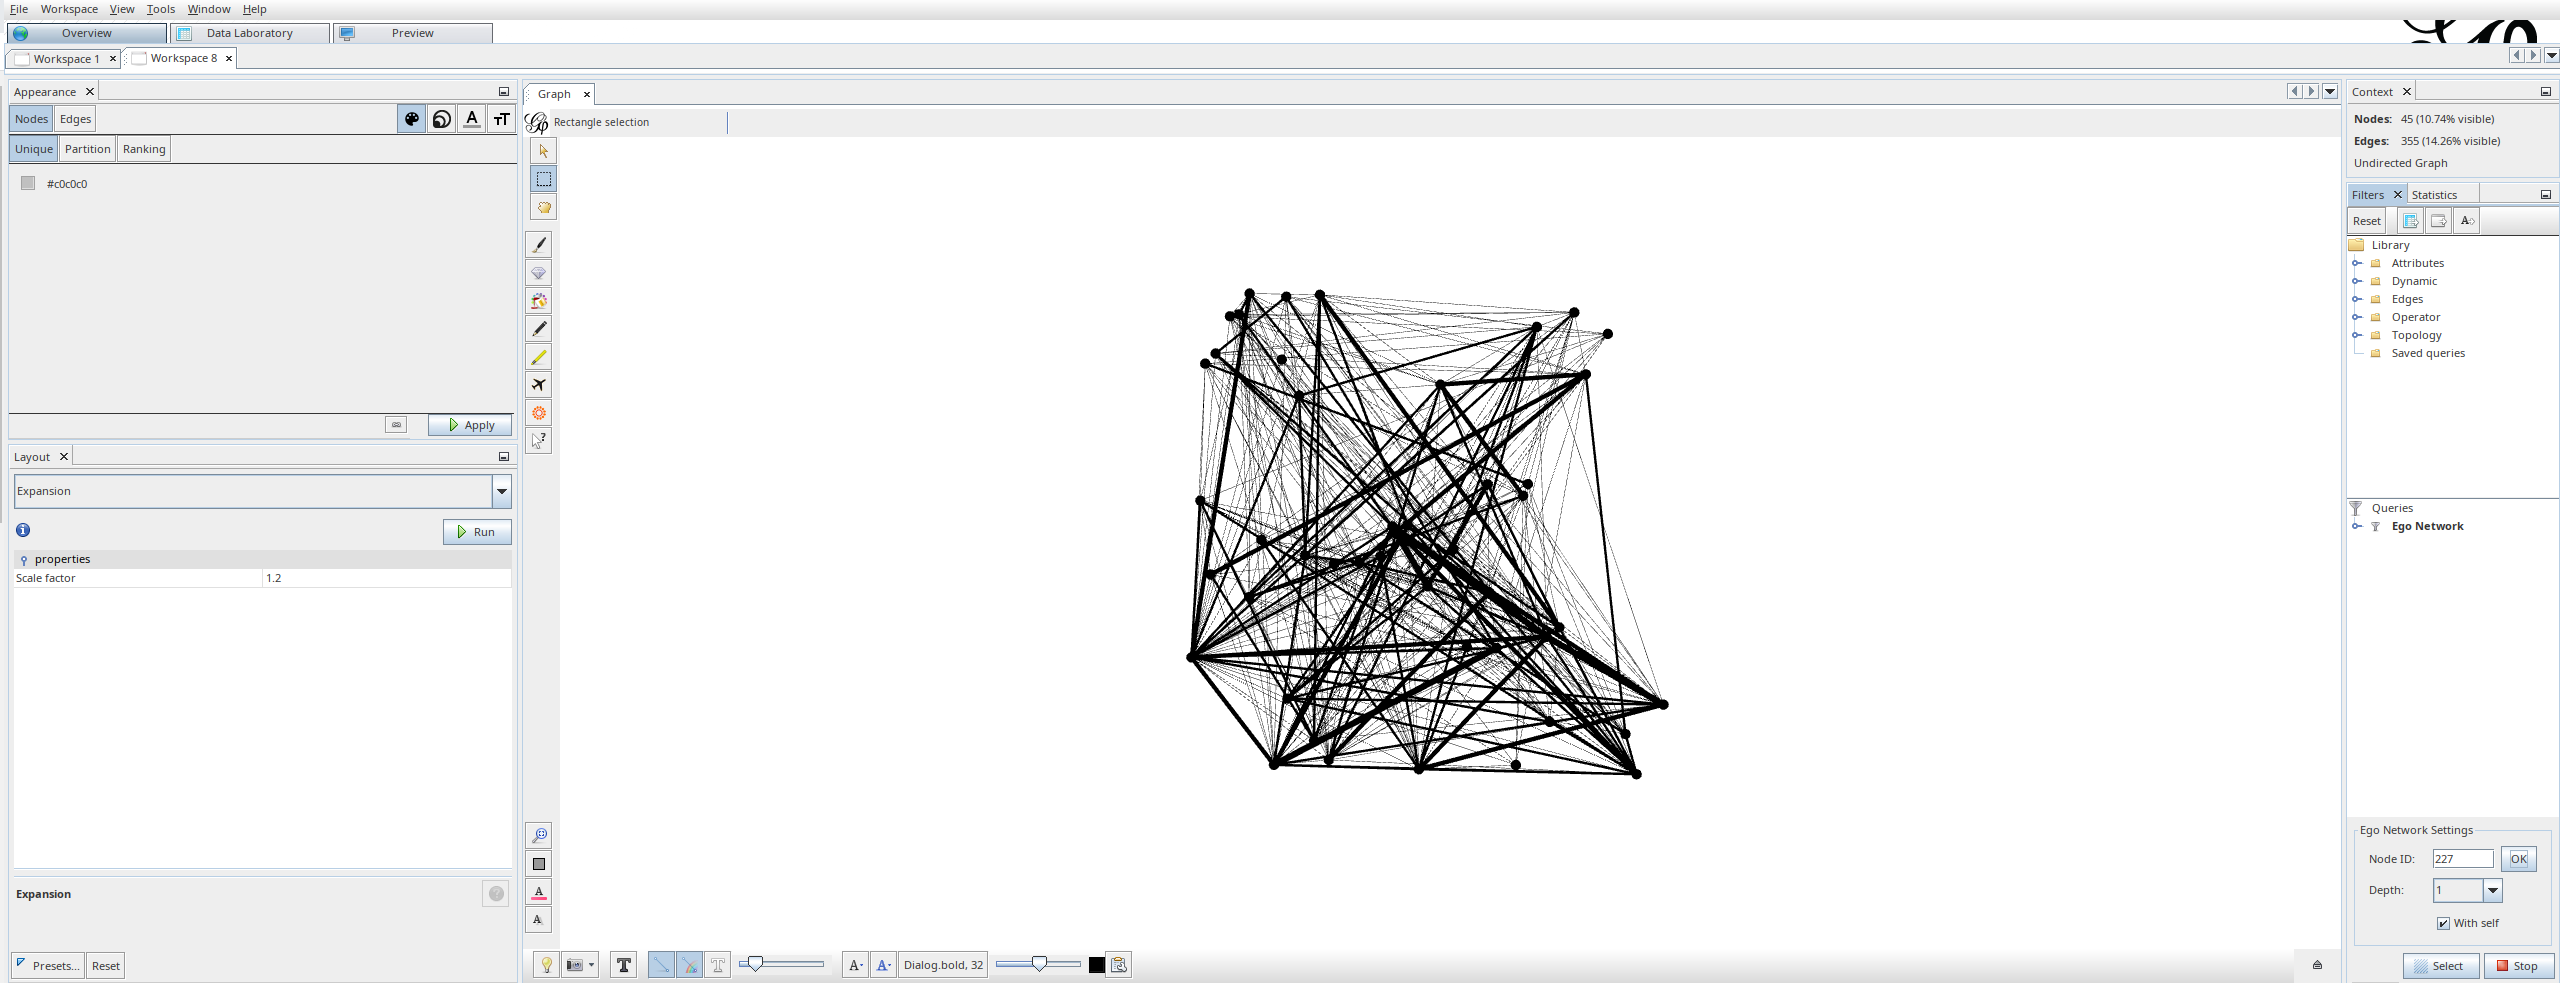 File Workspace View Tools Window Help
Overview Data Laboratory Preview
Workspace 1 Workspace 8
Appearance
Nodes Edges
Unique Partition Ranking
#c0c0c0
Apply
Layout
Expansion
Run
properties
Scale factor 1.2
Expansion
Presets... Reset
Graph
Rectangle selection
Dialog.bold, 32
Context
Nodes: 45 (10.74% visible)
Edges: 355 (14.26% visible)
Undirected Graph
Filters Statistics
Reset
Library
Attributes
Dynamic
Edges
Operator
Topology
Saved queries
Queries
Ego Network
Ego Network Settings
Node ID: 227 OK
Depth: 1
With self
Select Stop